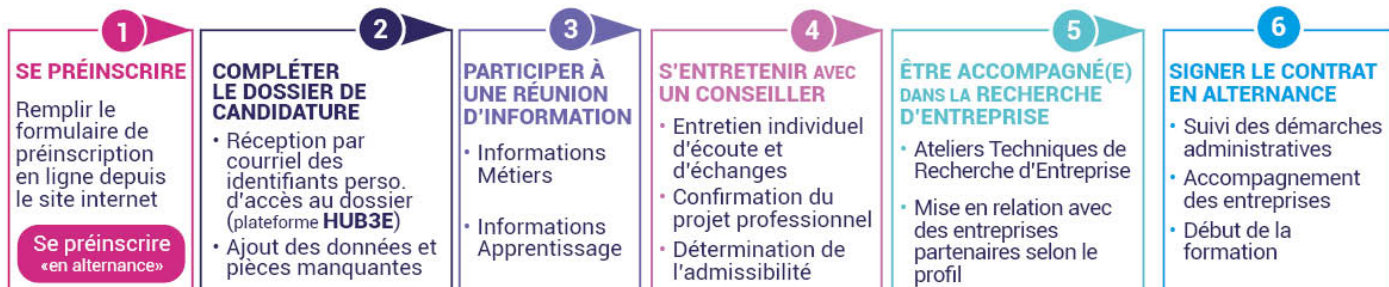 1
SE PRÉINSCRIRE
Remplir le
formulaire de
préinscription
en ligne depuis
le site internet
Se préinscrire
«en alternance»
2
COMPLÉTER
LE DOSSIER DE
CANDIDATURE
• Réception par
courriel des
identifiants perso.
d'accès au dossier
(plateforme HUB3E)
• Ajout des données et
pièces manquantes
3
PARTICIPER À
UNE RÉUNION
D'INFORMATION
• Informations
Métiers
• Informations
Apprentissage
4
S'ENTRETENIR AVEC
UN CONSEILLER
• Entretien individuel
d'écoute et
d'échanges
• Confirmation du
projet professionnel
• Détermination de
l'admissibilité
5
ÊTRE ACCOMPAGNÉ(E)
DANS LA RECHERCHE
D'ENTREPRISE
• Ateliers Techniques de
Recherche d'Entreprise
• Mise en relation avec
des entreprises
partenaires selon le
profil
6
SIGNER LE CONTRAT
EN ALTERNANCE
• Suivi des démarches
administratives
• Accompagnement
des entreprises
• Début de la
formation